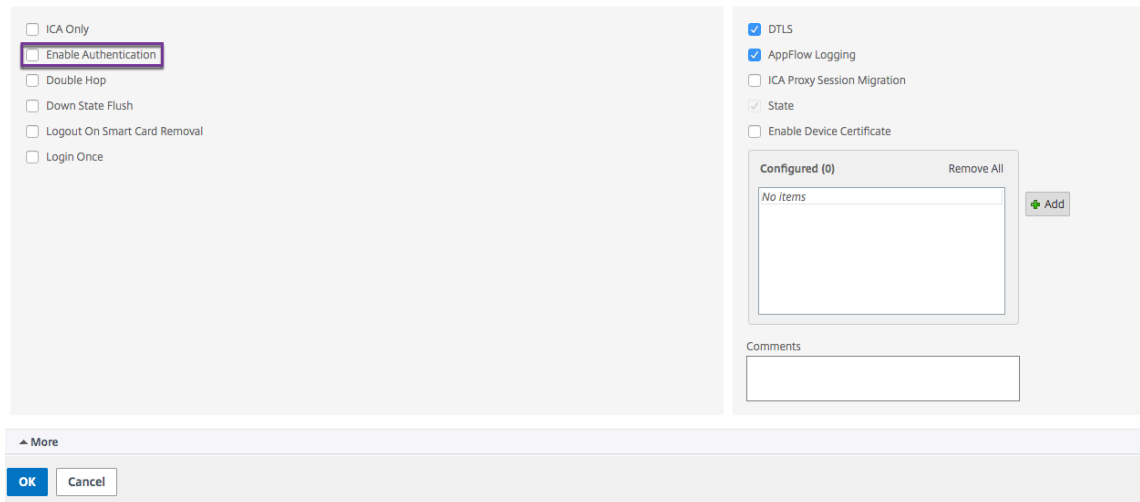 ICA Only
Enable Authentication
Double Hop
Down State Flush
Logout On Smart Card Removal
Login Once
DTLS
AppFlow Logging
ICA Proxy Session Migration
State
Enable Device Certificate
Configured (0) Remove All
No items
Add
Comments
More
OK Cancel